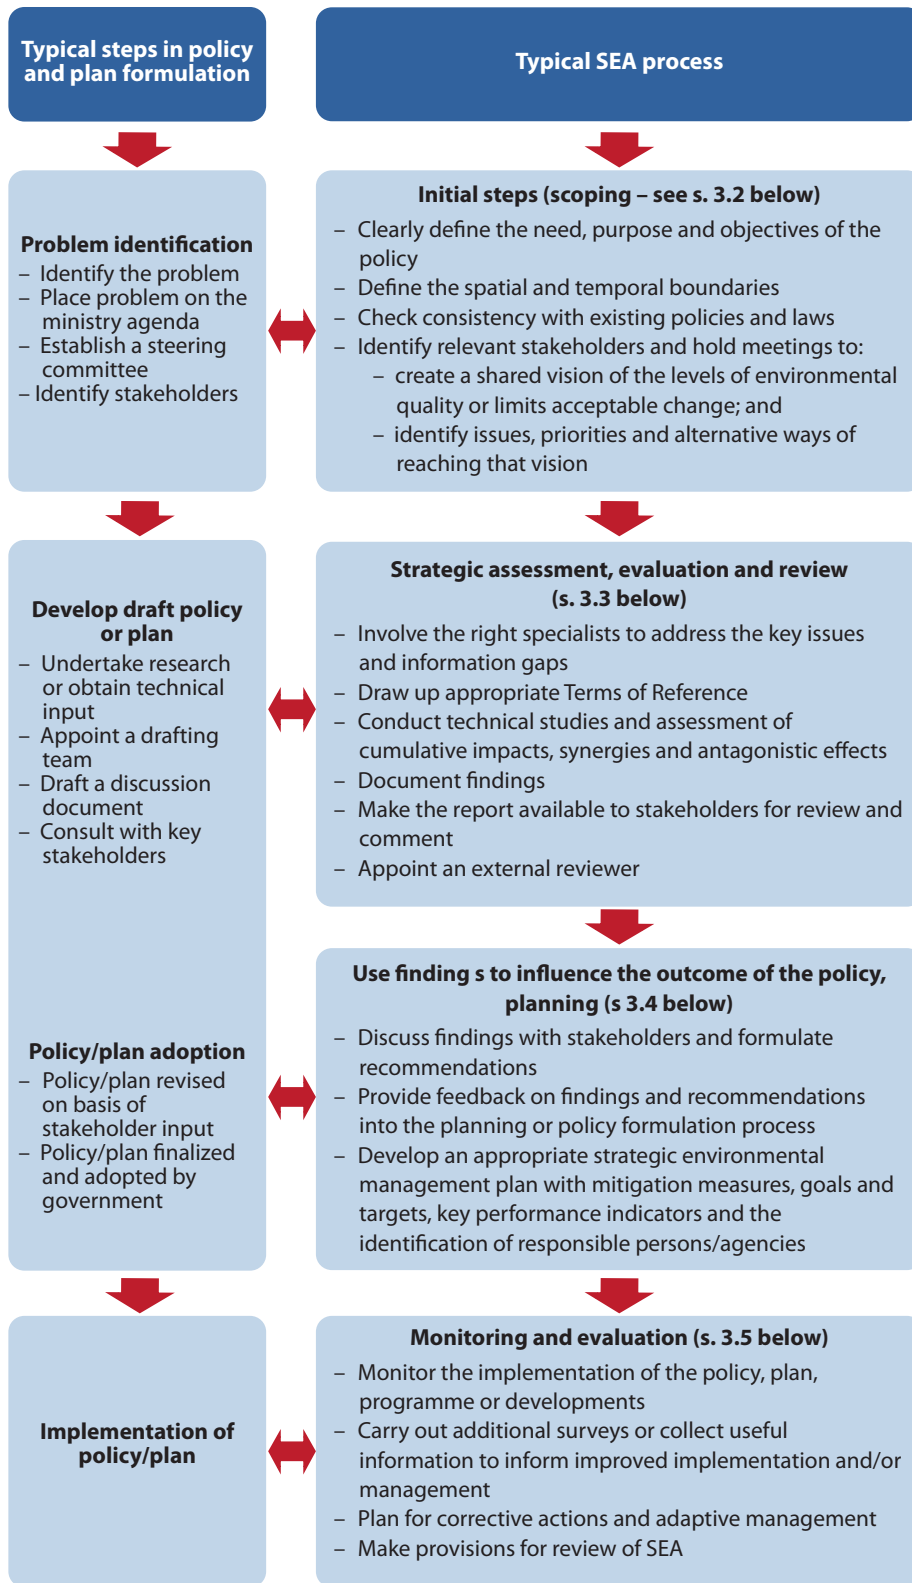 Typical steps in policy
and plan formulation
Typical SEA process
Problem identification
– Identify the problem
– Place problem on the
ministry agenda
– Establish a steering
committee
– Identify stakeholders
Initial steps (scoping – see s. 3.2 below)
– Clearly define the need, purpose and objectives of the
policy
– Define the spatial and temporal boundaries
– Check consistency with existing policies and laws
– Identify relevant stakeholders and hold meetings to:
– create a shared vision of the levels of environmental
quality or limits acceptable change; and
– identify issues, priorities and alternative ways of
reaching that vision
Develop draft policy
or plan
– Undertake research
or obtain technical
input
– Appoint a drafting
team
– Draft a discussion
document
– Consult with key
stakeholders
Strategic assessment, evaluation and review
(s. 3.3 below)
– Involve the right specialists to address the key issues
and information gaps
– Draw up appropriate Terms of Reference
– Conduct technical studies and assessment of
cumulative impacts, synergies and antagonistic effects
– Document findings
– Make the report available to stakeholders for review and
comment
– Appoint an external reviewer
Policy/plan adoption
– Policy/plan revised
on basis of
stakeholder input
– Policy/plan finalized
and adopted by
government
Use finding s to influence the outcome of the policy,
planning (s 3.4 below)
– Discuss findings with stakeholders and formulate
recommendations
– Provide feedback on findings and recommendations
into the planning or policy formulation process
– Develop an appropriate strategic environmental
management plan with mitigation measures, goals and
targets, key performance indicators and the
identification of responsible persons/agencies
Implementation of
policy/plan
Monitoring and evaluation (s. 3.5 below)
– Monitor the implementation of the policy, plan,
programme or developments
– Carry out additional surveys or collect useful
information to inform improved implementation and/or
management
– Plan for corrective actions and adaptive management
– Make provisions for review of SEA